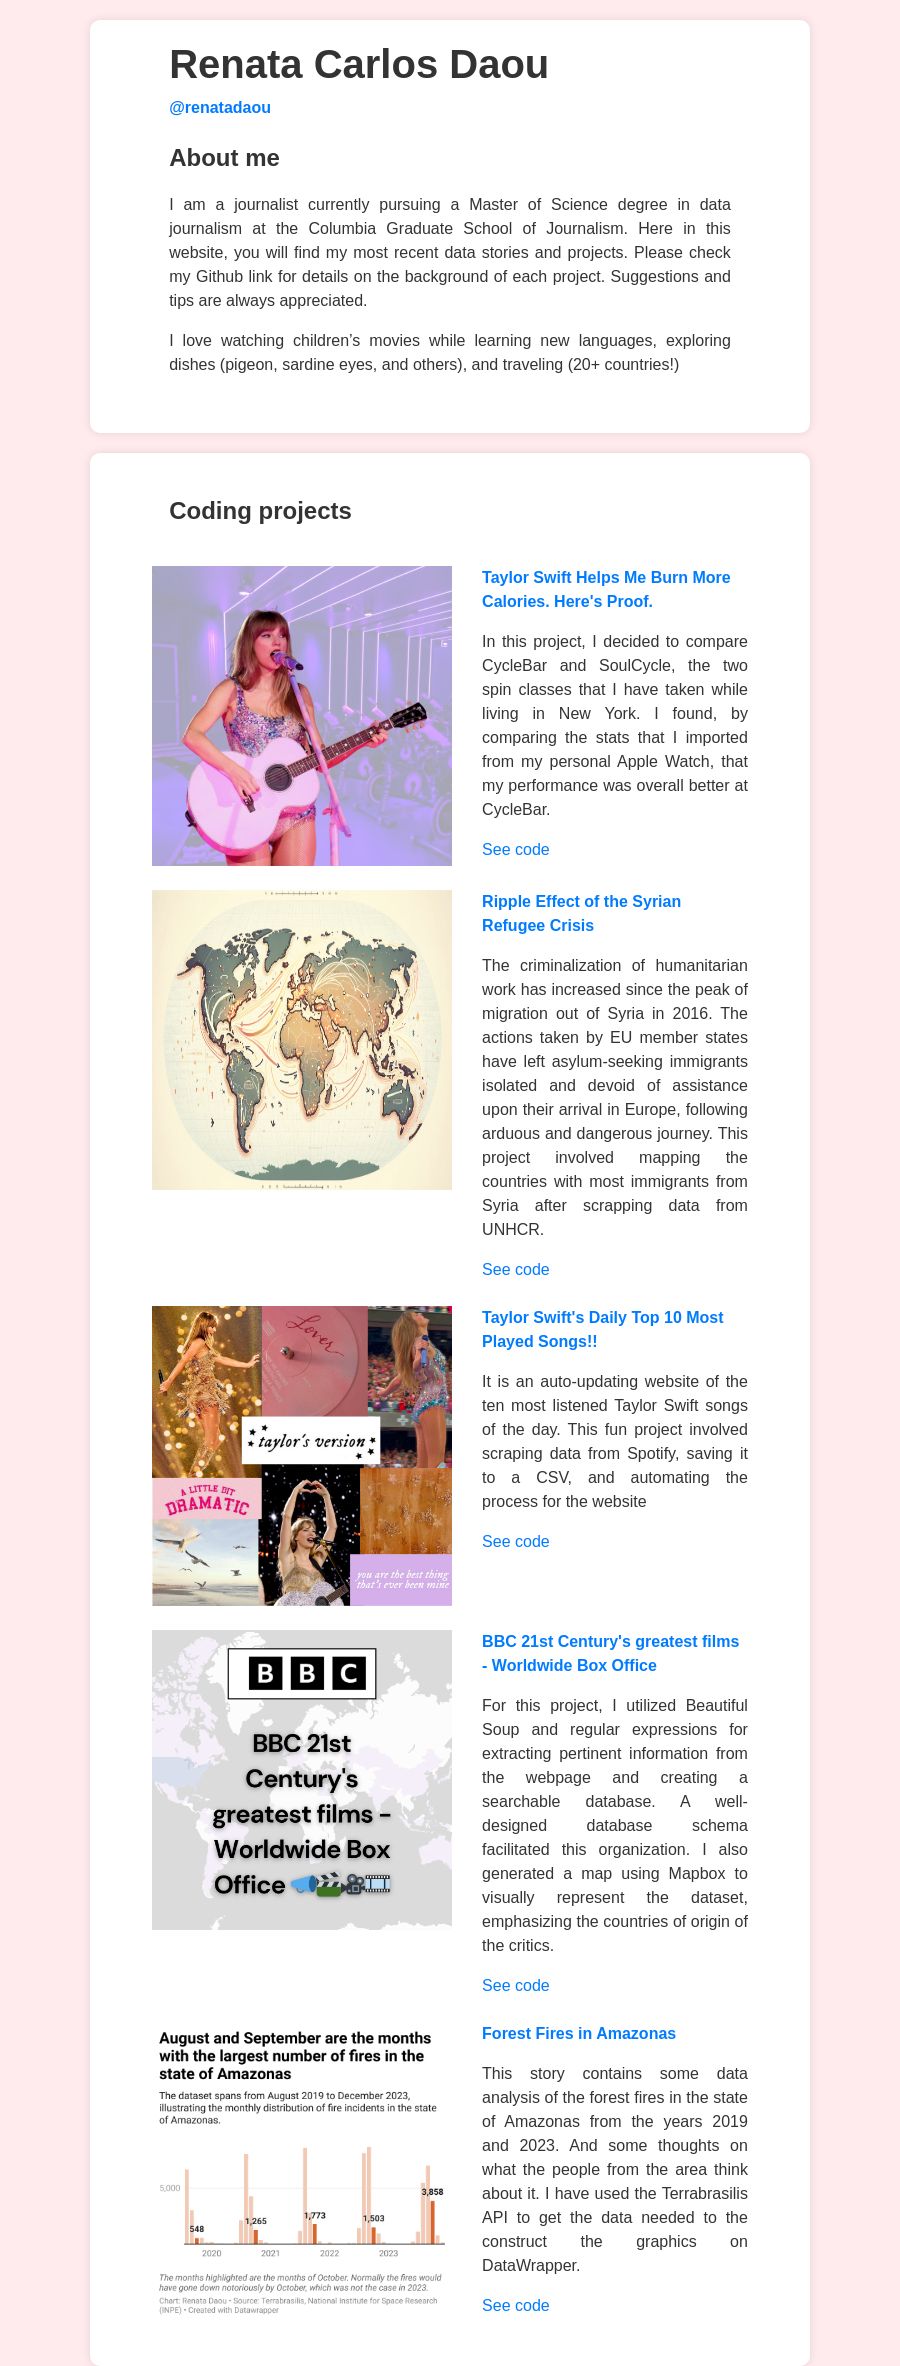 Renata Carlos Daou
@renatadaou
About me
I am a journalist currently pursuing a Master of Science degree in data
journalism at the Columbia Graduate School of Journalism. Here in this
website, you will find my most recent data stories and projects. Please check
my Github link for details on the background of each project. Suggestions and
tips are always appreciated.
I love watching children’s movies while learning new languages, exploring
dishes (pigeon, sardine eyes, and others), and traveling (20+ countries!)
Coding projects
Taylor Swift Helps Me Burn More
Calories. Here's Proof.
In this project, I decided to compare
CycleBar and SoulCycle, the two
spin classes that I have taken while
living in New York. I found, by
comparing the stats that I imported
from my personal Apple Watch, that
my performance was overall better at
CycleBar.
See code
Ripple Effect of the Syrian
Refugee Crisis
The criminalization of humanitarian
work has increased since the peak of
migration out of Syria in 2016. The
actions taken by EU member states
have left asylum-seeking immigrants
isolated and devoid of assistance
upon their arrival in Europe, following
arduous and dangerous journey. This
project involved mapping the
countries with most immigrants from
Syria after scrapping data from
UNHCR.
See code
Lover
taylor's version
A LITTLE BIT
DRAMATIC
you are the best thing
that's ever been mine
Taylor Swift's Daily Top 10 Most
Played Songs!!
It is an auto-updating website of the
ten most listened Taylor Swift songs
of the day. This fun project involved
scraping data from Spotify, saving it
to a CSV, and automating the
process for the website
See code
BBC
BBC 21st
Century's
greatest films -
Worldwide Box
Office
BBC 21st Century's greatest films
- Worldwide Box Office
For this project, I utilized Beautiful
Soup and regular expressions for
extracting pertinent information from
the webpage and creating a
searchable database. A well-
designed database schema
facilitated this organization. I also
generated a map using Mapbox to
visually represent the dataset,
emphasizing the countries of origin of
the critics.
See code
August and September are the months
with the largest number of fires in the
state of Amazonas
The dataset spans from August 2019 to December 2023,
illustrating the monthly distribution of fire incidents in the state
of Amazonas.
5,000
548
1,265
1,773
1,503
3,858
2020
2021
2022
2023
The months highlighted are the months of October. Normally the fires would
have gone down notoriously by October, which was not the case in 2023.
Chart: Renata Daou • Source: Terrabrasilis, National Institute for Space Research
(INPE) • Created with Datawrapper
Forest Fires in Amazonas
This story contains some data
analysis of the forest fires in the state
of Amazonas from the years 2019
and 2023. And some thoughts on
what the people from the area think
about it. I have used the Terrabrasilis
API to get the data needed to the
construct the graphics on
DataWrapper.
See code